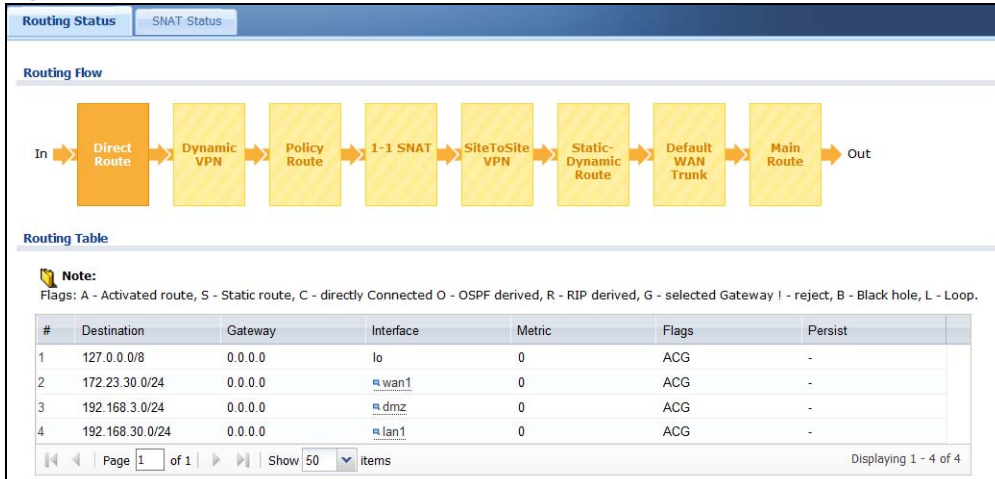 Routing Status SNAT Status
Routing Flow
In Direct Route Dynamic VPN Policy Route 1-1 SNAT SiteToSite VPN Static-Dynamic Route Default WAN Trunk Main Route Out
Routing Table
Note:
Flags: A - Activated route, S - Static route, C - directly Connected O - OSPF derived, R - RIP derived, G - selected Gateway ! - reject, B - Black hole, L - Loop.
# Destination Gateway Interface Metric Flags Persist
1 127.0.0.0/8 0.0.0.0 lo 0 ACG -
2 172.23.30.0/24 0.0.0.0 wan1 0 ACG -
3 192.168.3.0/24 0.0.0.0 dmz 0 ACG -
4 192.168.30.0/24 0.0.0.0 lan1 0 ACG -
Page 1 of 1 Show 50 items Displaying 1 - 4 of 4